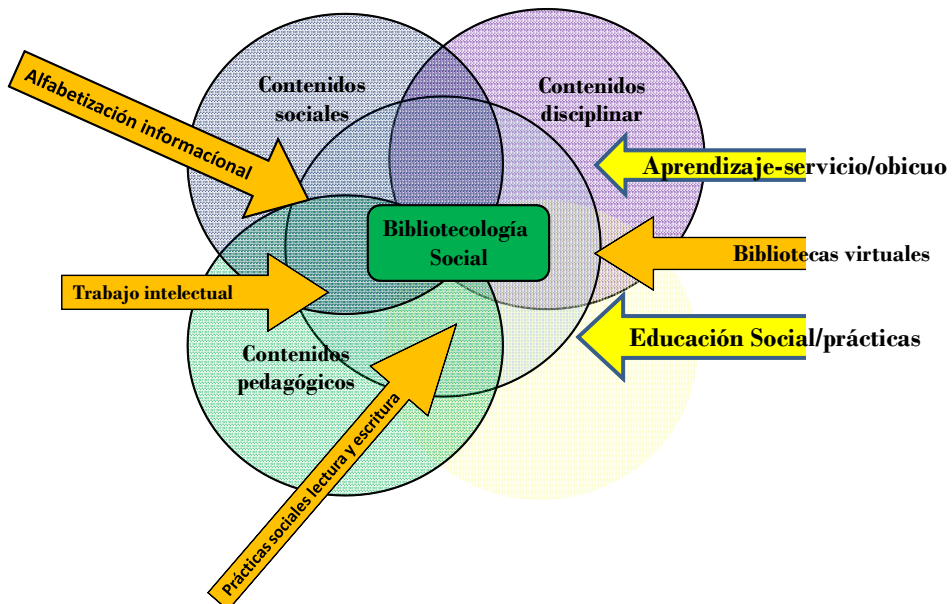 Alfabetización informacional
Contenidos
sociales
Contenidos
disciplinar
Aprendizaje-servicio/obicuo
Bibliotecología
Social
Bibliotecas virtuales
Trabajo intelectual
Educación Social/prácticas
Contenidos
pedagógicos
Prácticas sociales lectura y escritura